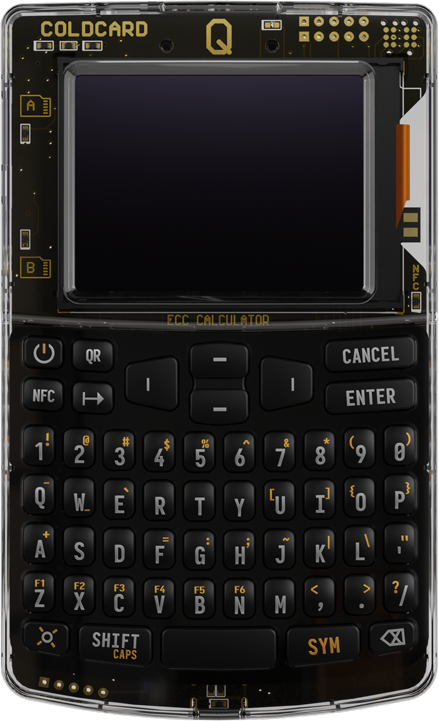 COLDCARD Q
A
B
NFC
ECC CALCULATOR
QR CANCEL
NFC ENTER
1! 2@ 3# 4$ 5% 6^ 7& 8* 9( 0)
Q- W_ E` R T Y U[ I] O{ P}
A+ S D F= G: H; J~ K| L\ '"
F1 Z F2 X F3 C F4 V F5 B F6 N M <, >. ?/
SHIFT CAPS SYM